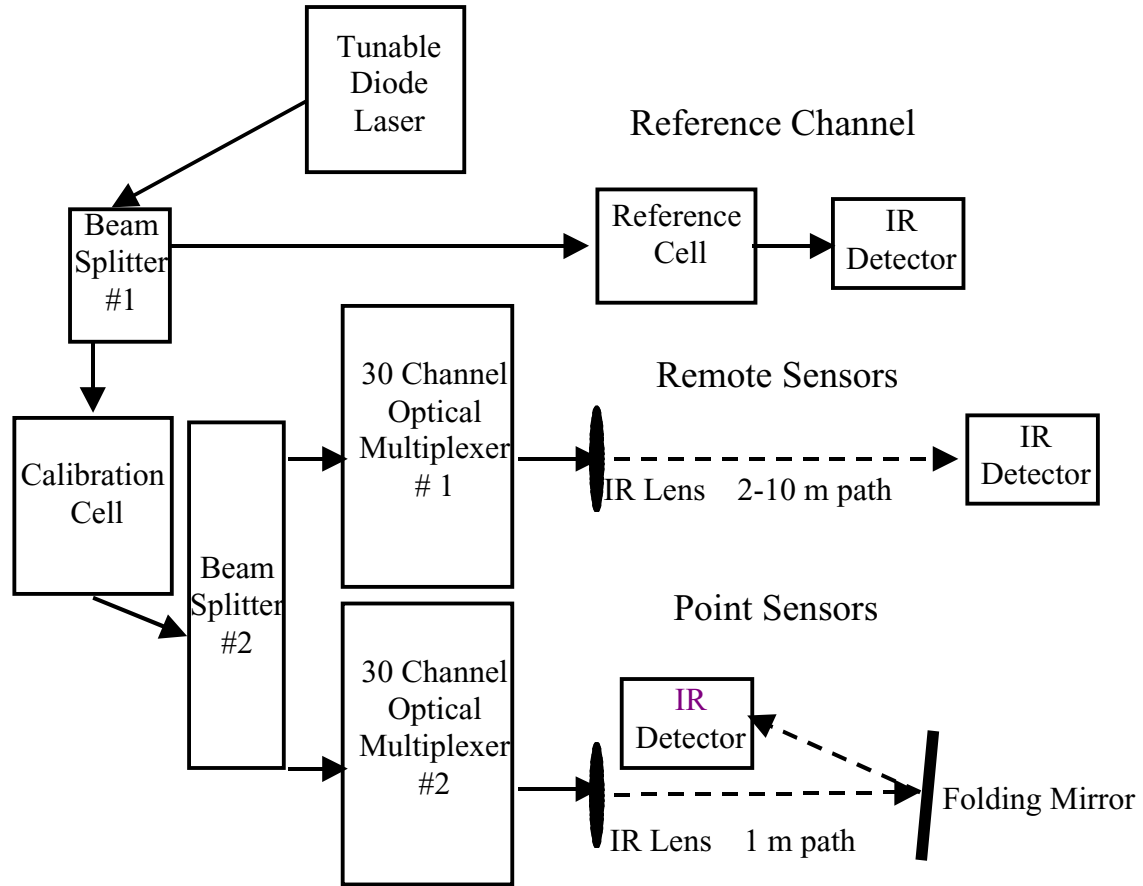 Tunable
Diode
Laser
Reference Channel
Beam
Splitter
#1
Reference
Cell
IR
Detector
30 Channel
Optical
Multiplexer
# 1
Remote Sensors
IR
Detector
IR Lens 2-10 m path
Calibration
Cell
Beam
Splitter
#2
Point Sensors
30 Channel
Optical
Multiplexer
#2
IR
Detector
Folding Mirror
IR Lens 1 m path